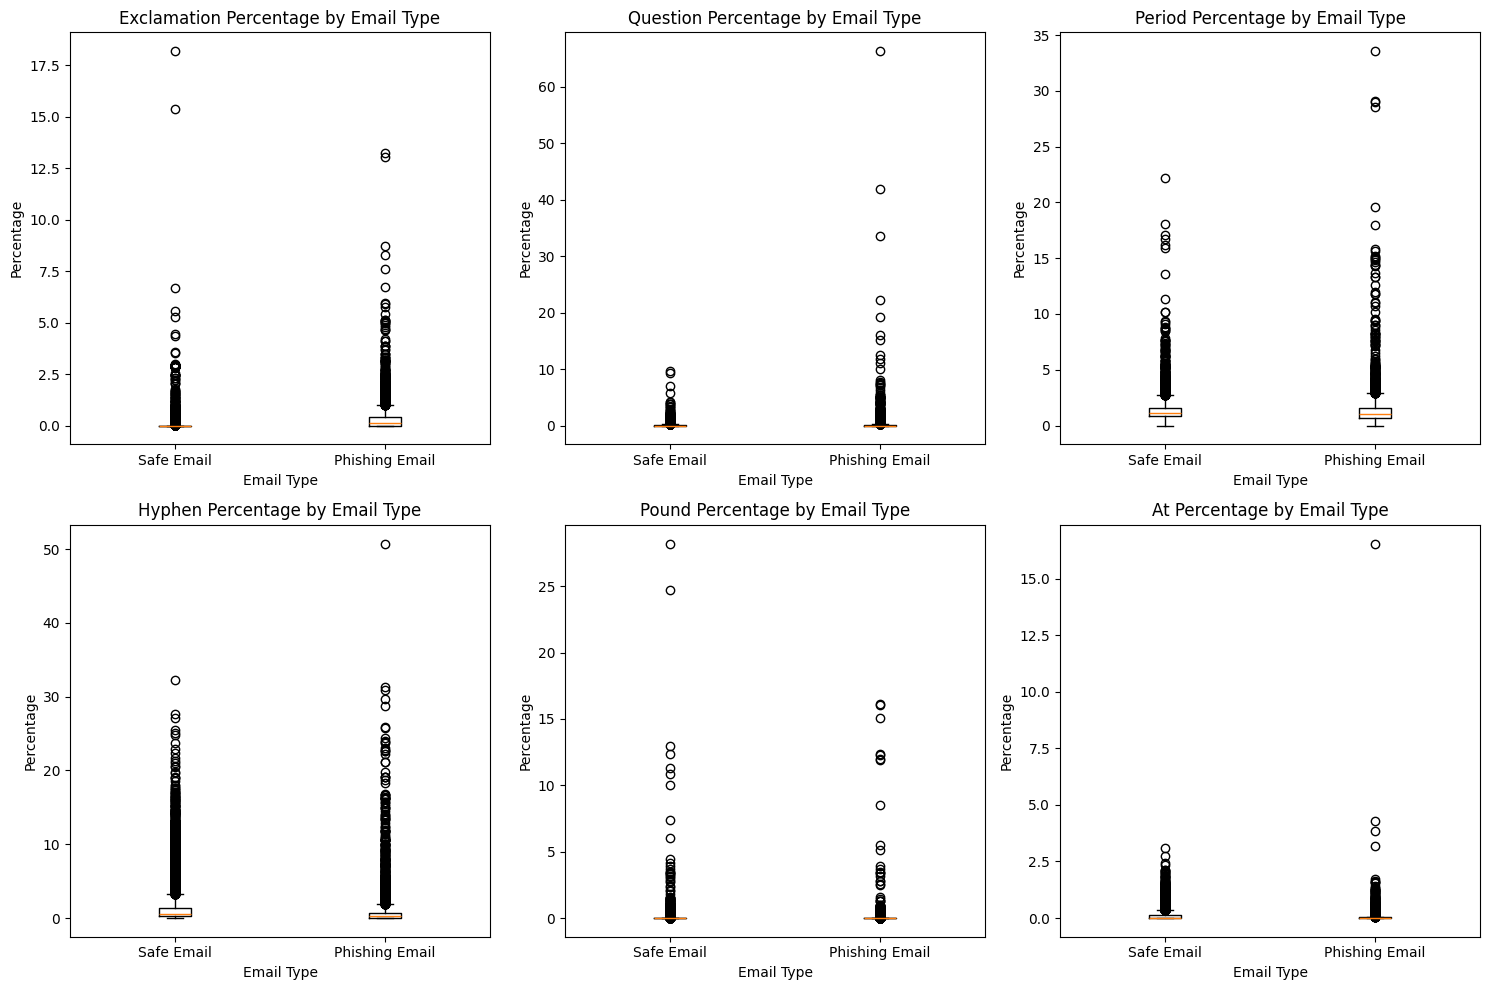 Exclamation Percentage by Email Type
17.5
15.0
12.5
10.0
7.5
5.0
2.5
0.0
Percentage
Safe Email
Phishing Email
Email Type
Question Percentage by Email Type
60
50
40
30
20
10
0
Percentage
Safe Email
Phishing Email
Email Type
Period Percentage by Email Type
35
30
25
20
15
10
5
0
Percentage
Safe Email
Phishing Email
Email Type
Hyphen Percentage by Email Type
50
40
30
20
10
0
Percentage
Safe Email
Phishing Email
Email Type
Pound Percentage by Email Type
25
20
15
10
5
0
Percentage
Safe Email
Phishing Email
Email Type
At Percentage by Email Type
15.0
12.5
10.0
7.5
5.0
2.5
0.0
Percentage
Safe Email
Phishing Email
Email Type